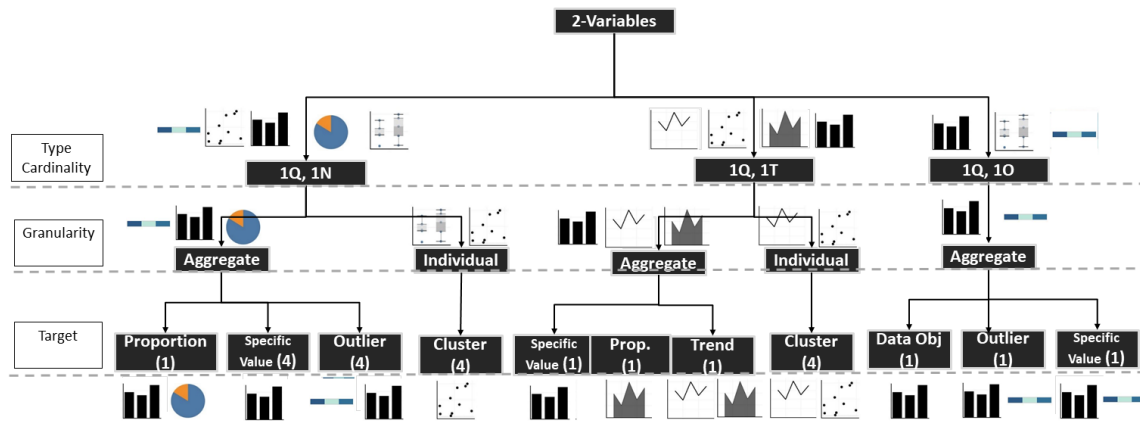 2-Variables
Type
Cardinality
1Q, 1N
1Q, 1T
1Q, 1O
Granularity
Aggregate
Individual
Aggregate
Individual
Aggregate
Target
Proportion
(1)
Specific
Value (4)
Outlier
(4)
Cluster
(4)
Specific
Value (1)
Prop.
(1)
Trend
(1)
Cluster
(4)
Data Obj
(1)
Outlier
(1)
Specific
Value (1)